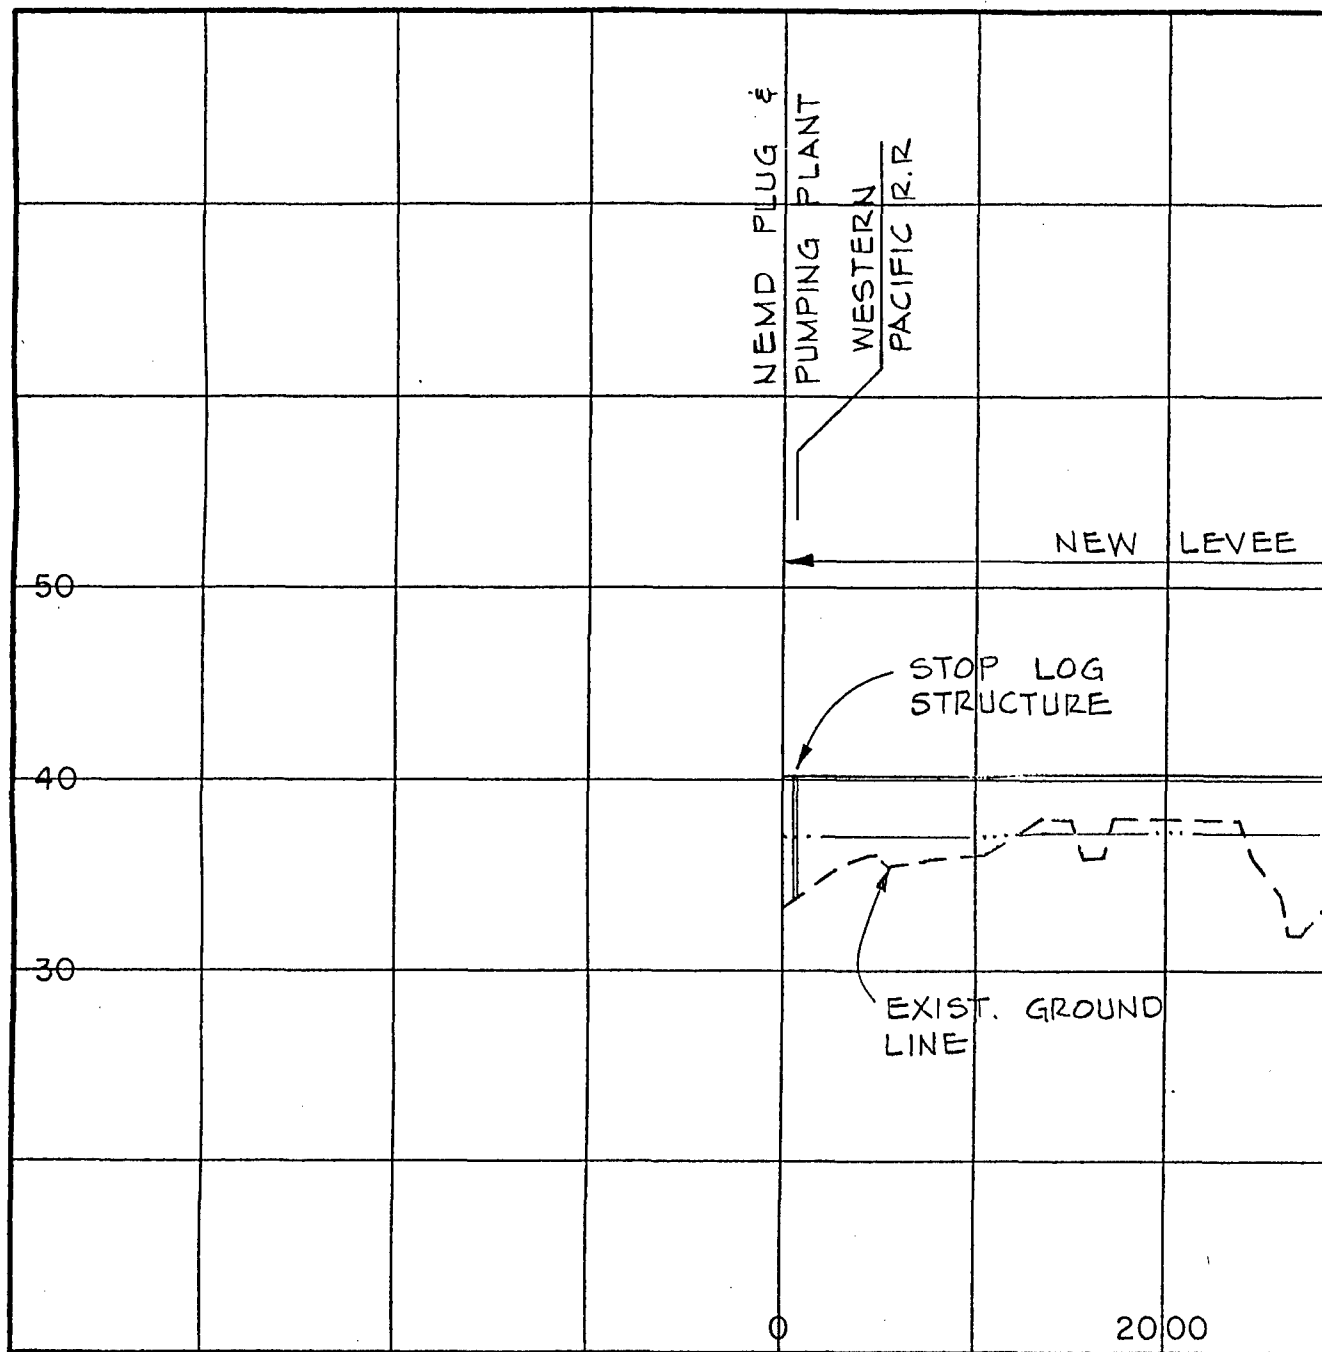 NEMD PLUG &
PUMPING PLANT
WESTERN
PACIFIC R.R
NEW LEVEE
50
STOP LOG
STRUCTURE
40
30
EXIST. GROUND
LINE
0
2000